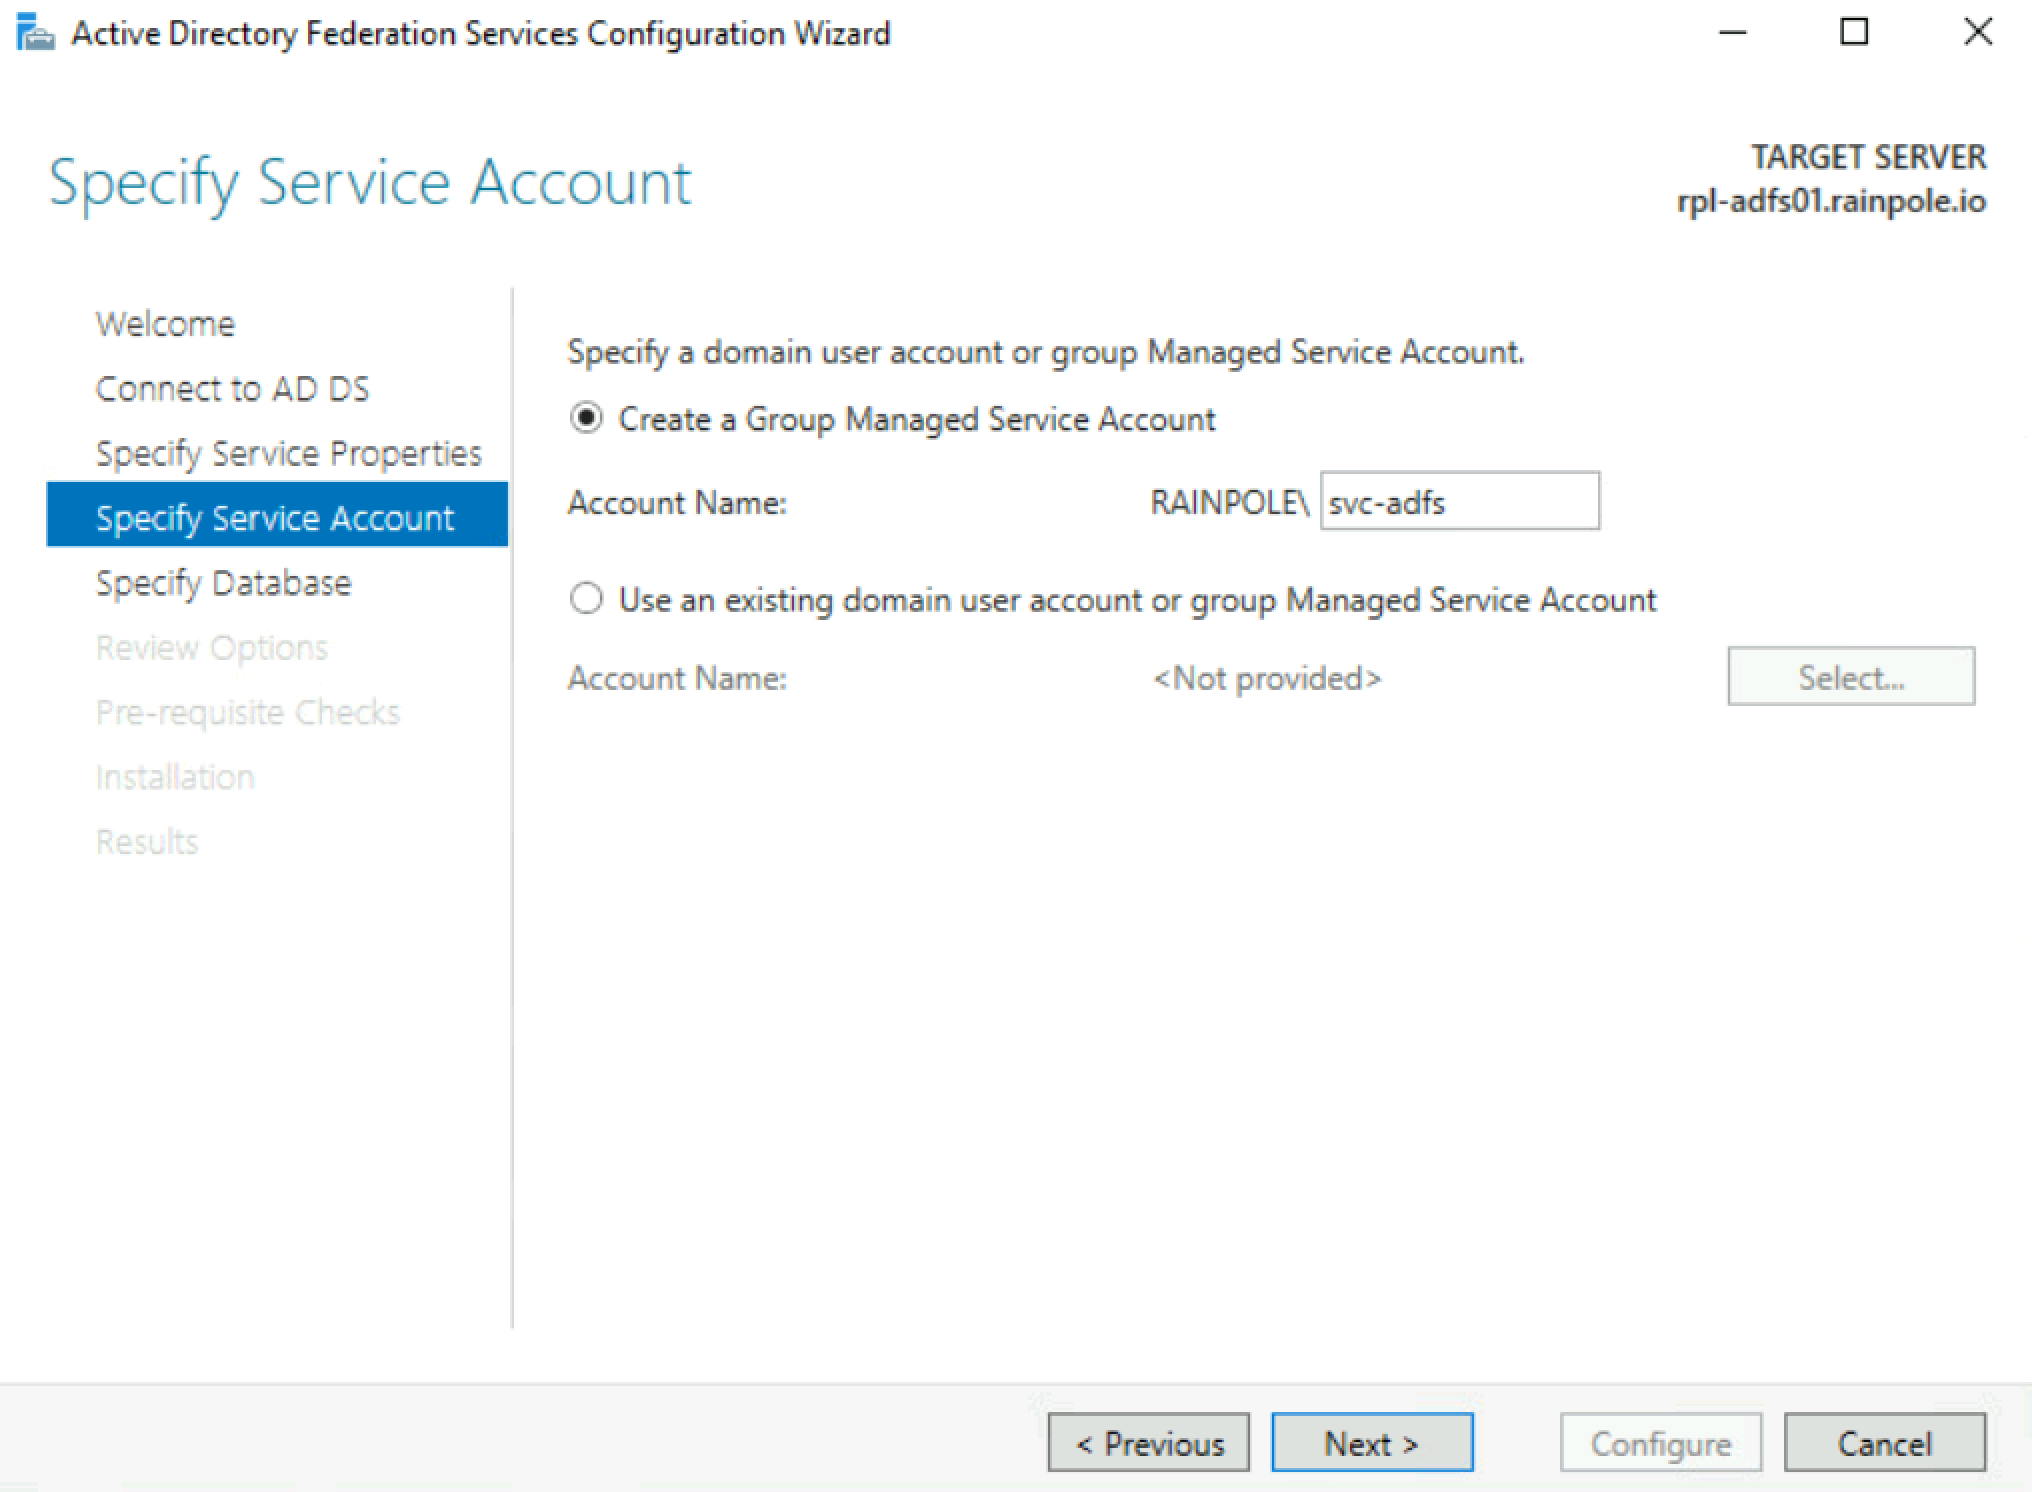 Active Directory Federation Services Configuration Wizard
Specify Service Account
TARGET SERVER
rpl-adfs01.rainpole.io
Welcome
Connect to AD DS
Specify Service Properties
Specify Service Account
Specify Database
Review Options
Pre-requisite Checks
Installation
Results
Specify a domain user account or group Managed Service Account.
Create a Group Managed Service Account
Account Name: RAINPOLE\ svc-adfs
Use an existing domain user account or group Managed Service Account
Account Name: <Not provided> Select...
< Previous Next > Configure Cancel